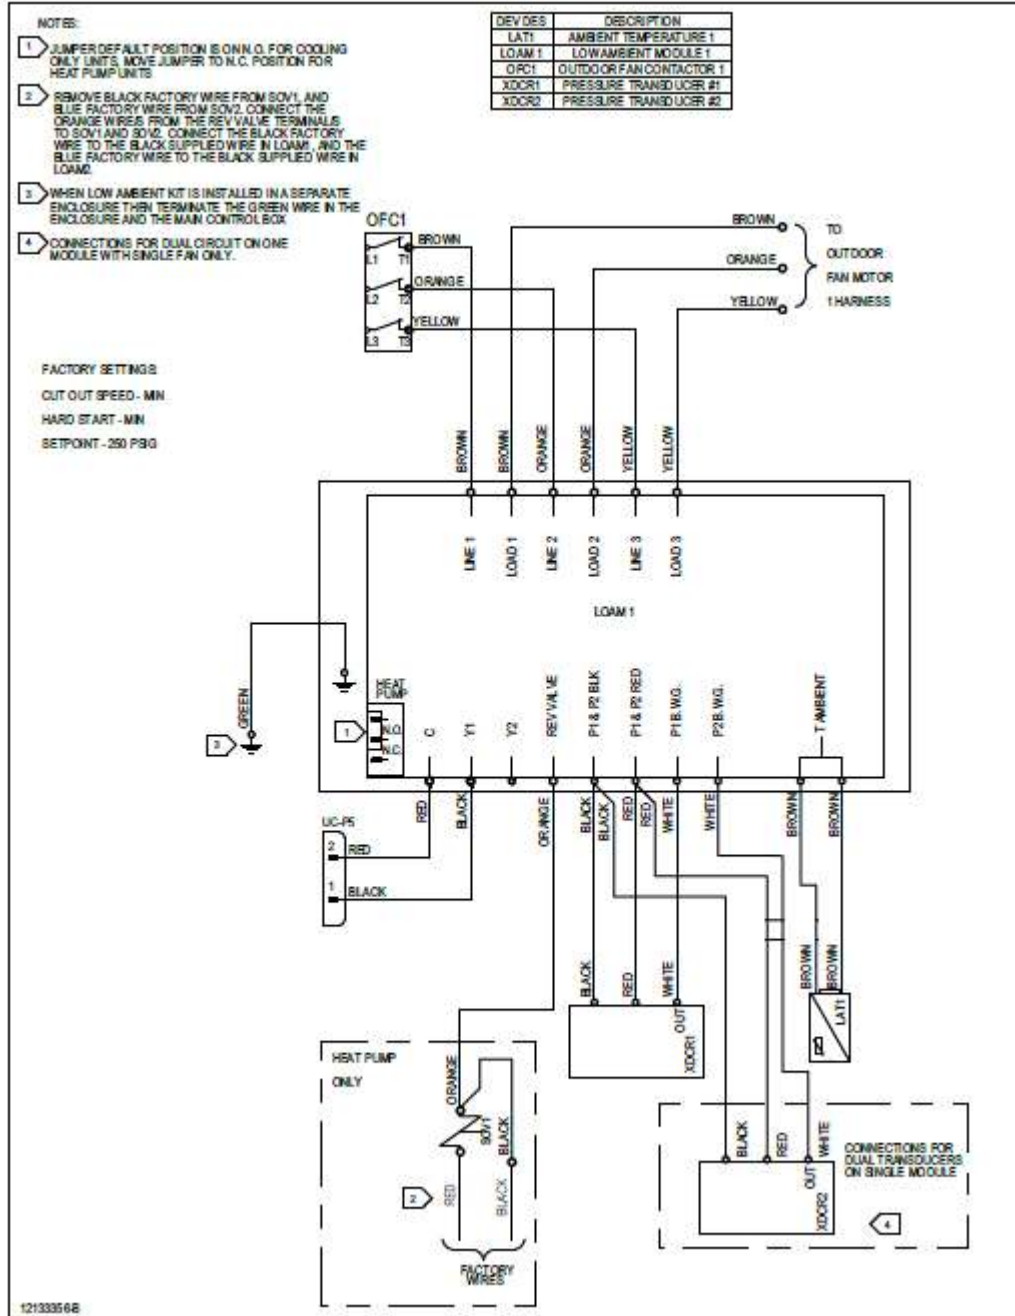 NOTES:
1 JUMPER DEFAULT POSITION IS ON N.O. FOR COOLING
ONLY UNITS, MOVE JUMPER TO N.C. POSITION FOR
HEAT PUMP UNITS
2 REMOVE BLACK FACTORY WIRE FROM SOV1, AND
BLUE FACTORY WIRE FROM SOV2. CONNECT THE
ORANGE WIRE/S FROM THE REV VALVE TERMINAL/S
TO SOV1 AND SOV2. CONNECT THE BLACK FACTORY
WIRE TO THE BLACK SUPPLIED WIRE IN LOAM1, AND THE
BLUE FACTORY WIRE TO THE BLACK SUPPLIED WIRE IN
LOAM2.
3 WHEN LOW AMBIENT KIT IS INSTALLED IN A SEPARATE
ENCLOSURE THEN TERMINATE THE GREEN WIRE IN THE
ENCLOSURE AND THE MAIN CONTROL BOX
4 CONNECTIONS FOR DUAL CIRCUIT ON ONE
MODULE WITH SINGLE FAN ONLY.
DEV DES DESCRIPTION
LAT1 AMBIENT TEMPERATURE 1
LOAM 1 LOW AMBIENT MODULE 1
OFC1 OUTDOOR FAN CONTACTOR 1
XDCR1 PRESSURE TRANSDUCER #1
XDCR2 PRESSURE TRANSDUCER #2
FACTORY SETTINGS:
CUT OUT SPEED - MIN
HARD START - MIN
SETPOINT - 250 PSIG
OFC1
L1 T1 BROWN
L2 T2 ORANGE
L3 T3 YELLOW
BROWN
ORANGE
YELLOW
TO
OUTDOOR
FAN MOTOR
1 HARNESS
BROWN BROWN ORANGE ORANGE YELLOW YELLOW
LINE 1 LOAD 1 LINE 2 LOAD 2 LINE 3 LOAD 3
LOAM 1
GREEN
3
HEAT
PUMP
1
N.O.
N.C.
C Y1 Y2 REV VALVE P1 & P2 BLK P1 & P2 RED P1 B.W.G. P2 B.W.G. T AMBIENT
RED BLACK ORANGE BLACK BLACK RED RED WHITE WHITE BROWN BROWN
UC-P5
2 RED
1 BLACK
BLACK RED WHITE
OUT
XDCR1
BROWN BROWN
LAT1
HEAT PUMP
ONLY
ORANGE
SOV1
BLACK
2
RED
BLACK
FACTORY
WIRES
BLACK RED WHITE
OUT
XDCR2
CONNECTIONS FOR
DUAL TRANSDUCERS
ON SINGLE MODULE
4
12133356-B